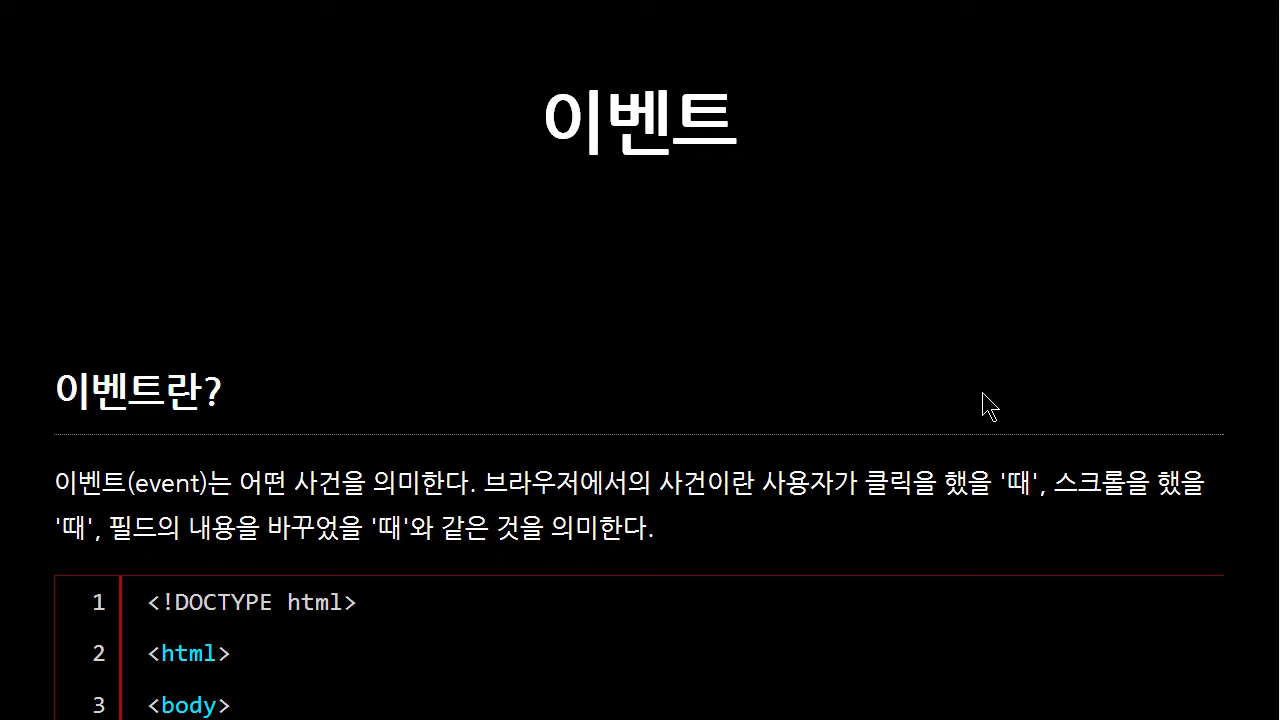 이벤트
이벤트란?
이벤트(event)는 어떤 사건을 의미한다. 브라우저에서의 사건이란 사용자가 클릭을 했을 '때', 스크롤을 했을
'때', 필드의 내용을 바꾸었을 '때'와 같은 것을 의미한다.
1 <!DOCTYPE html>
2 <html>
3 <body>